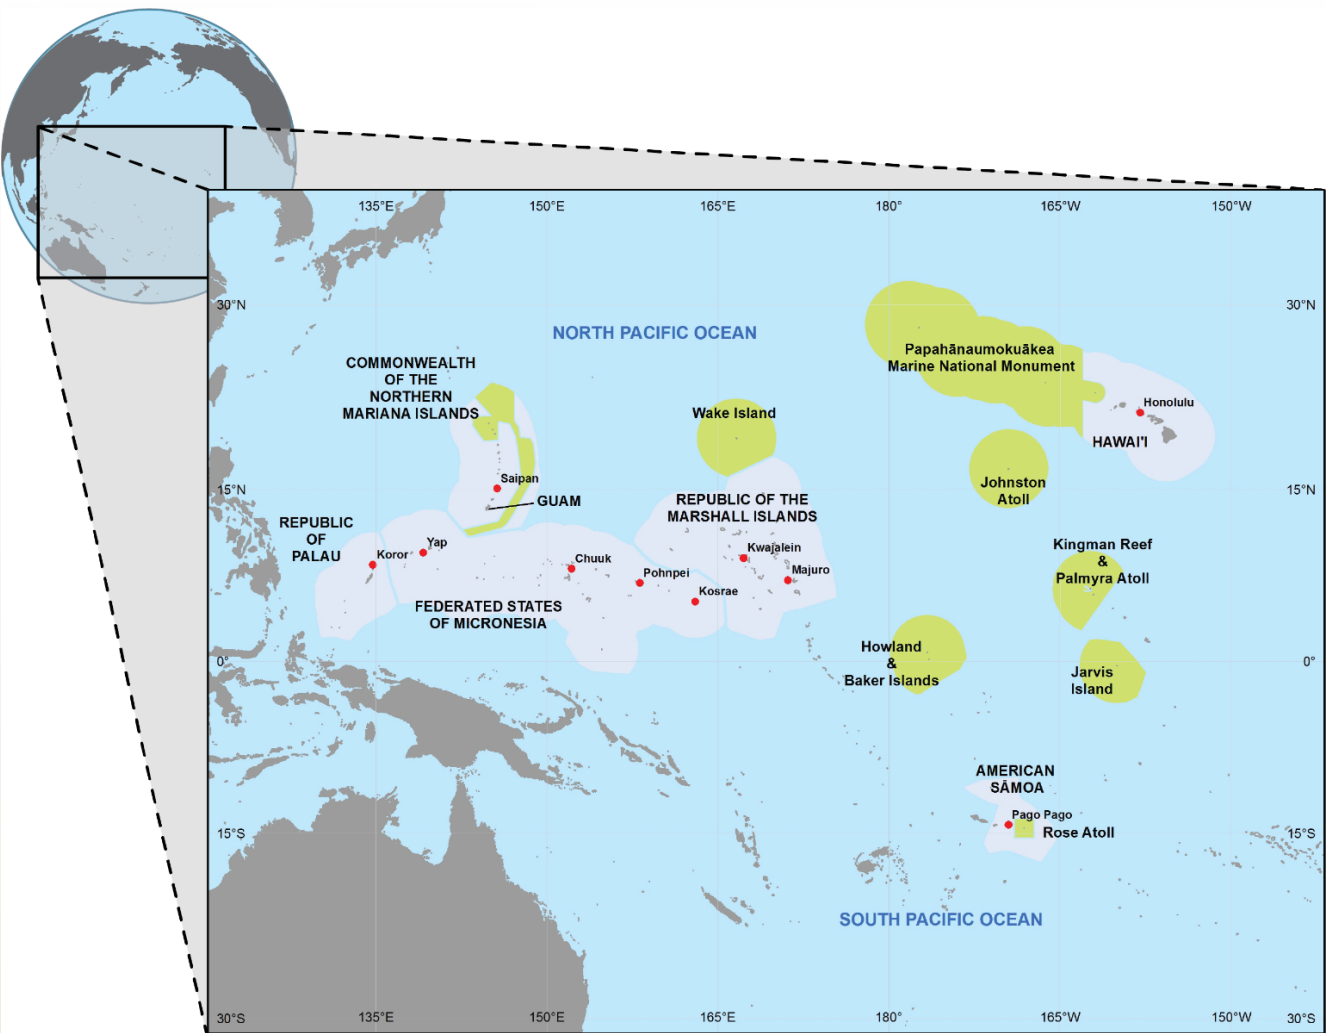 135°E
150°E
165°E
180°
165°W
150°W
30°N
30°N
NORTH PACIFIC OCEAN
Papahānaumokuākea
Marine National Monument
COMMONWEALTH
OF THE
NORTHERN
MARIANA ISLANDS
Wake Island
Honolulu
HAWAI'I
Saipan
GUAM
Johnston
Atoll
15°N
15°N
REPUBLIC OF THE
MARSHALL ISLANDS
REPUBLIC
OF
PALAU
Koror
Yap
Chuuk
Pohnpei
Kosrae
Kwajalein
Majuro
Kingman Reef
&
Palmyra Atoll
FEDERATED STATES
OF MICRONESIA
Howland
&
Baker Islands
Jarvis
Island
0°
0°
AMERICAN
SĀMOA
Pago Pago
Rose Atoll
15°S
15°S
SOUTH PACIFIC OCEAN
30°S
135°E
150°E
165°E
180°
165°W
150°W
30°S